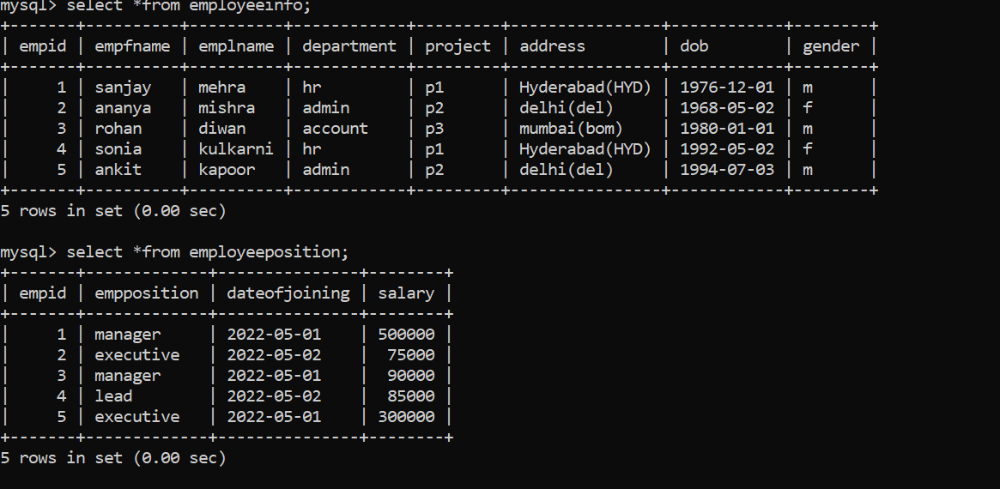 mysql> select *from employeeinfo;
+-------+----------+----------+------------+---------+---------------+------------+--------+
| empid | empfname | emplname | department | project | address       | dob        | gender |
+-------+----------+----------+------------+---------+---------------+------------+--------+
|     1 | sanjay   | mehra    | hr         | p1      | Hyderabad(HYD) | 1976-12-01 | m      |
|     2 | ananya   | mishra   | admin      | p2      | delhi(del)     | 1968-05-02 | f      |
|     3 | rohan    | diwan    | account    | p3      | mumbai(bom)    | 1980-01-01 | m      |
|     4 | sonia    | kulkarni | hr         | p1      | Hyderabad(HYD) | 1992-05-02 | f      |
|     5 | ankit    | kapoor   | admin      | p2      | delhi(del)     | 1994-07-03 | m      |
+-------+----------+----------+------------+---------+---------------+------------+--------+
5 rows in set (0.00 sec)
mysql> select *from employeeposition;
+-------+-------------+---------------+--------+
| empid | empposition | dateofjoining | salary |
+-------+-------------+---------------+--------+
|     1 | manager     | 2022-05-01    | 500000 |
|     2 | executive   | 2022-05-02    |  75000 |
|     3 | manager     | 2022-05-01    |  90000 |
|     4 | lead        | 2022-05-02    |  85000 |
|     5 | executive   | 2022-05-01    | 300000 |
+-------+-------------+---------------+--------+
5 rows in set (0.00 sec)